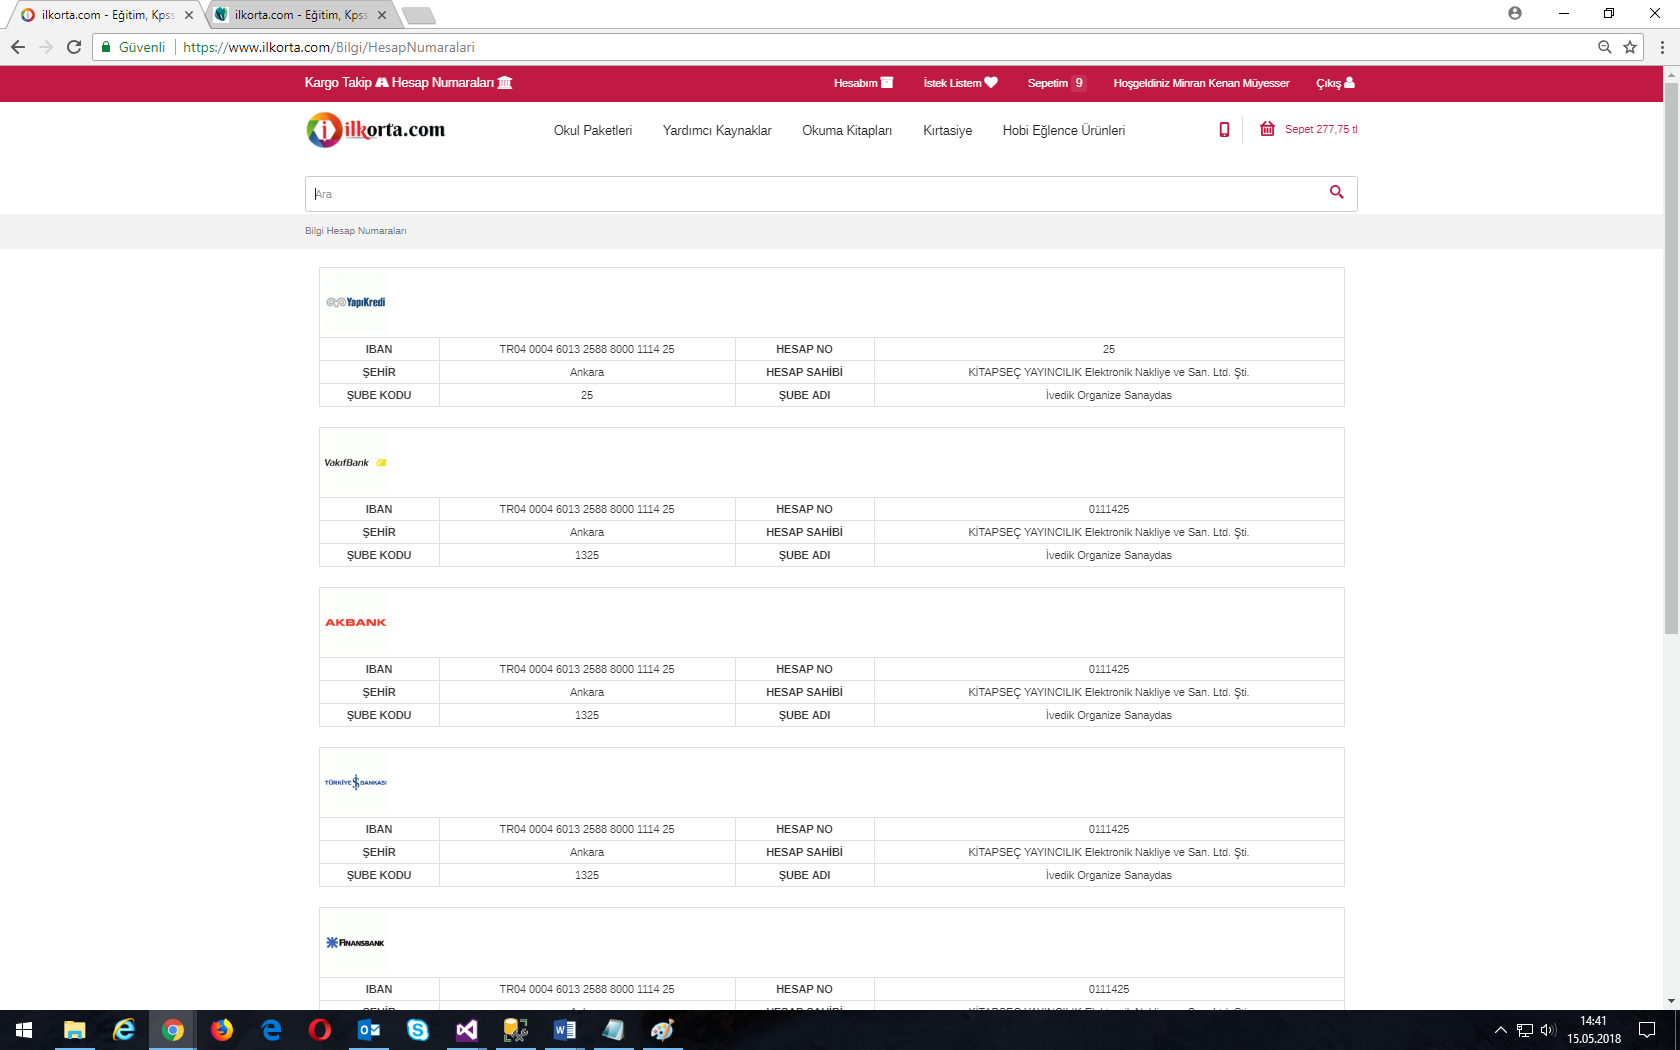 ilkorta.com - Eğitim, Kpss
ilkorta.com - Eğitim, Kpss
Güvenli | https://www.ilkorta.com/Bilgi/HesapNumaralari
Kargo Takip Hesap Numaraları Hesabım İstek Listem Sepetim 9 Hoşgeldiniz Minran Kenan Müyesser Çıkış
ilkorta.com Okul Paketleri Yardımcı Kaynaklar Okuma Kitapları Kırtasiye Hobi Eğlence Ürünleri Sepet 277,75 tl
Ara
Bilgi Hesap Numaraları
YapıKredi
IBAN TR04 0004 6013 2588 8000 1114 25 HESAP NO 25
ŞEHİR Ankara HESAP SAHİBİ KİTAPSEÇ YAYINCILIK Elektronik Nakliye ve San. Ltd. Şti.
ŞUBE KODU 25 ŞUBE ADI İvedik Organize Sanaydas
VakıfBank
IBAN TR04 0004 6013 2588 8000 1114 25 HESAP NO 0111425
ŞEHİR Ankara HESAP SAHİBİ KİTAPSEÇ YAYINCILIK Elektronik Nakliye ve San. Ltd. Şti.
ŞUBE KODU 1325 ŞUBE ADI İvedik Organize Sanaydas
AKBANK
IBAN TR04 0004 6013 2588 8000 1114 25 HESAP NO 0111425
ŞEHİR Ankara HESAP SAHİBİ KİTAPSEÇ YAYINCILIK Elektronik Nakliye ve San. Ltd. Şti.
ŞUBE KODU 1325 ŞUBE ADI İvedik Organize Sanaydas
TÜRKİYE İŞ BANKASI
IBAN TR04 0004 6013 2588 8000 1114 25 HESAP NO 0111425
ŞEHİR Ankara HESAP SAHİBİ KİTAPSEÇ YAYINCILIK Elektronik Nakliye ve San. Ltd. Şti.
ŞUBE KODU 1325 ŞUBE ADI İvedik Organize Sanaydas
FİNANSBANK
IBAN TR04 0004 6013 2588 8000 1114 25 HESAP NO 0111425
14:41
15.05.2018